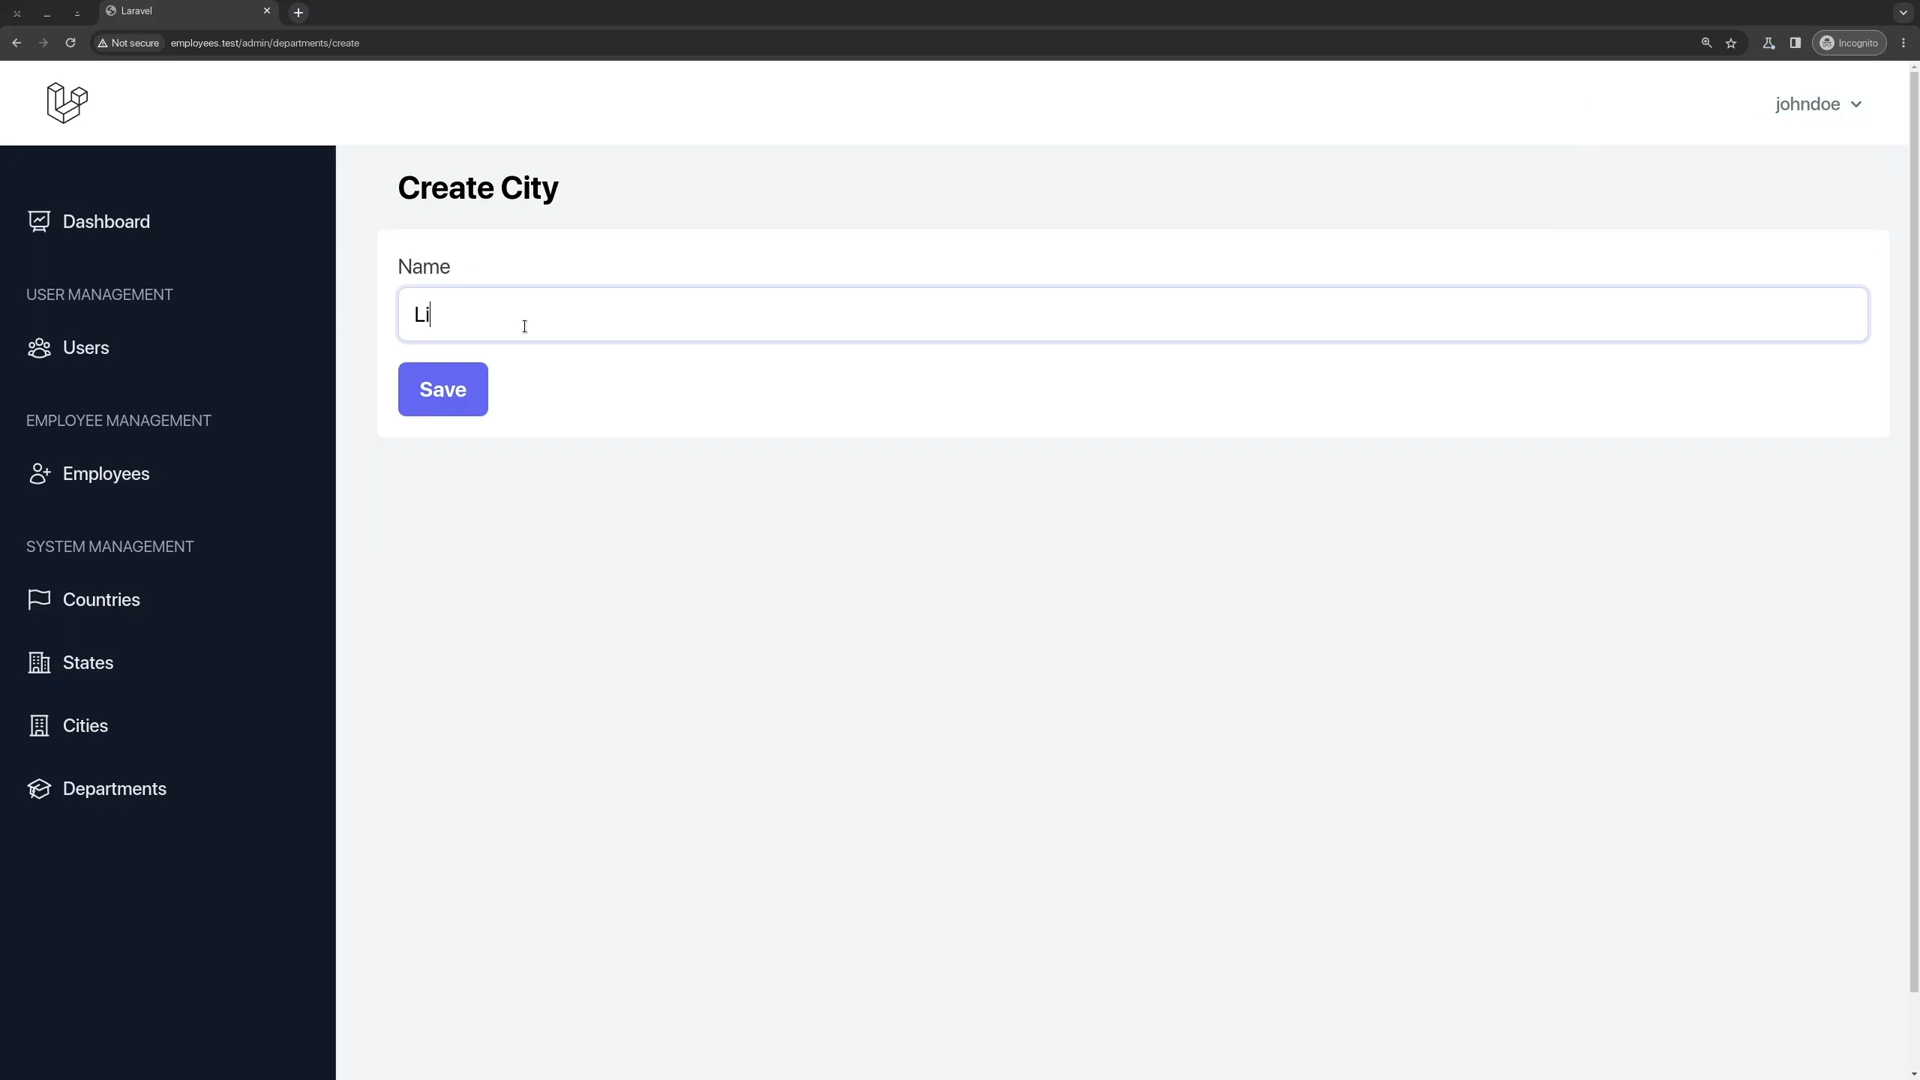 Laravel
Not secure employees.test/admin/departments/create Incognito
johndoe
Create City
Name
Li
Save
Dashboard
USER MANAGEMENT
Users
EMPLOYEE MANAGEMENT
Employees
SYSTEM MANAGEMENT
Countries
States
Cities
Departments